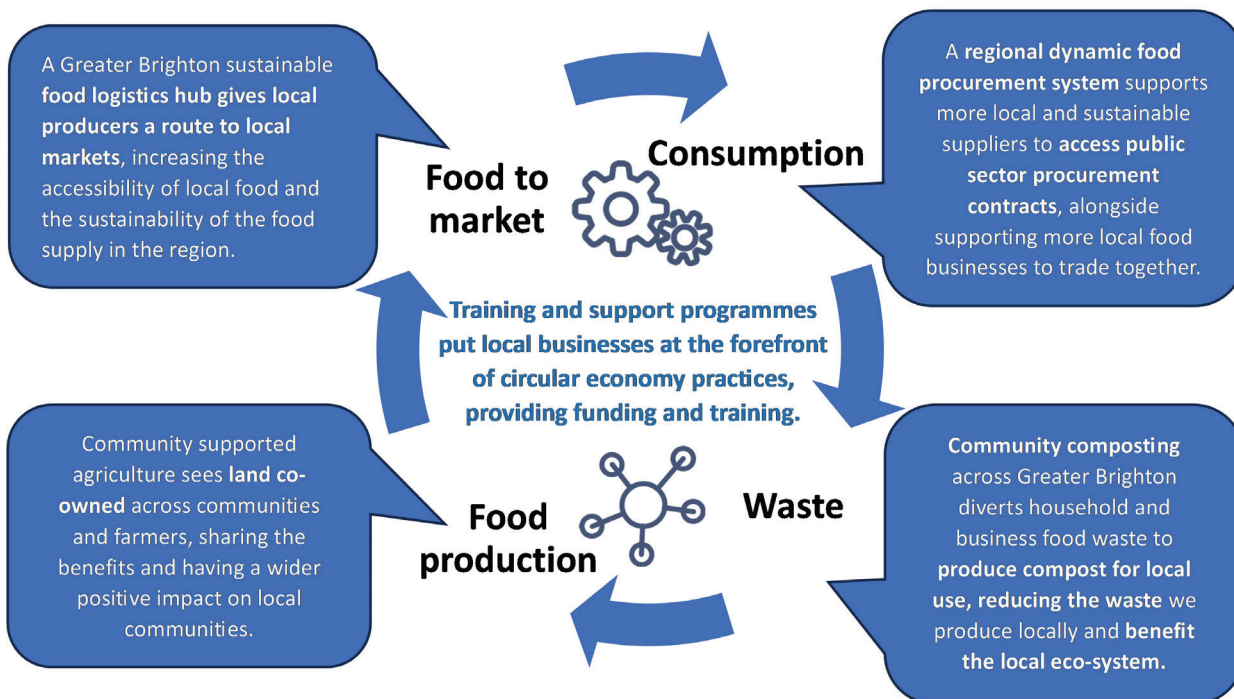 A Greater Brighton sustainable
food logistics hub gives local
producers a route to local
markets, increasing the
accessibility of local food and
the sustainability of the food
supply in the region.
A regional dynamic food
procurement system supports
more local and sustainable
suppliers to access public
sector procurement
contracts, alongside
supporting more local food
businesses to trade together.
Food to
market
Consumption
Training and support programmes
put local businesses at the forefront
of circular economy practices,
providing funding and training.
Community supported
agriculture sees land co-
owned across communities
and farmers, sharing the
benefits and having a wider
positive impact on local
communities.
Food
production
Waste
Community composting
across Greater Brighton
diverts household and
business food waste to
produce compost for local
use, reducing the waste we
produce locally and benefit
the local eco-system.